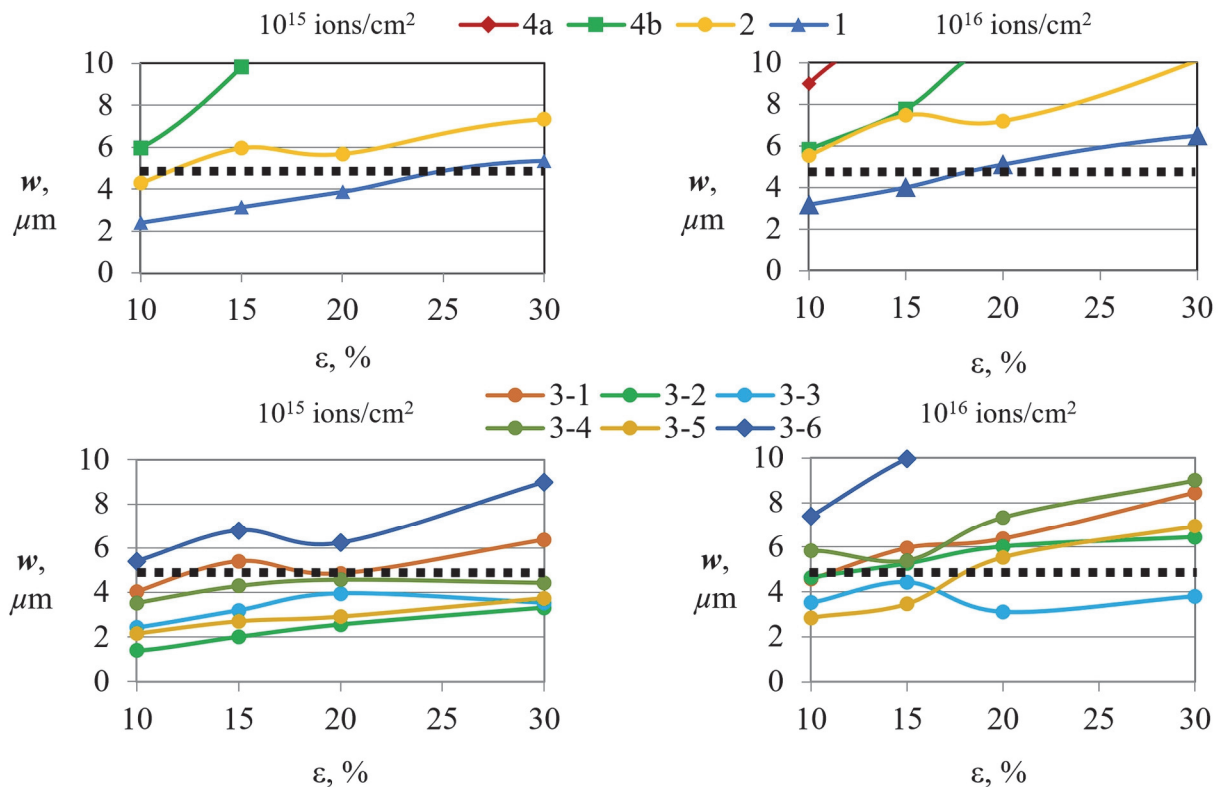 10¹⁵ ions/cm² 4a 4b 2 1 10¹⁶ ions/cm²
10 10
8 8
6 6
w, 4 w, 4
μm 2 μm 2
0 0
10 15 20 25 30 10 15 20 25 30
ε, % ε, %
10¹⁵ ions/cm² 3-1 3-2 3-3 10¹⁶ ions/cm²
3-4 3-5 3-6
10 10
8 8
6 6
w, 4 w, 4
μm 2 μm 2
0 0
10 15 20 25 30 10 15 20 25 30
ε, % ε, %